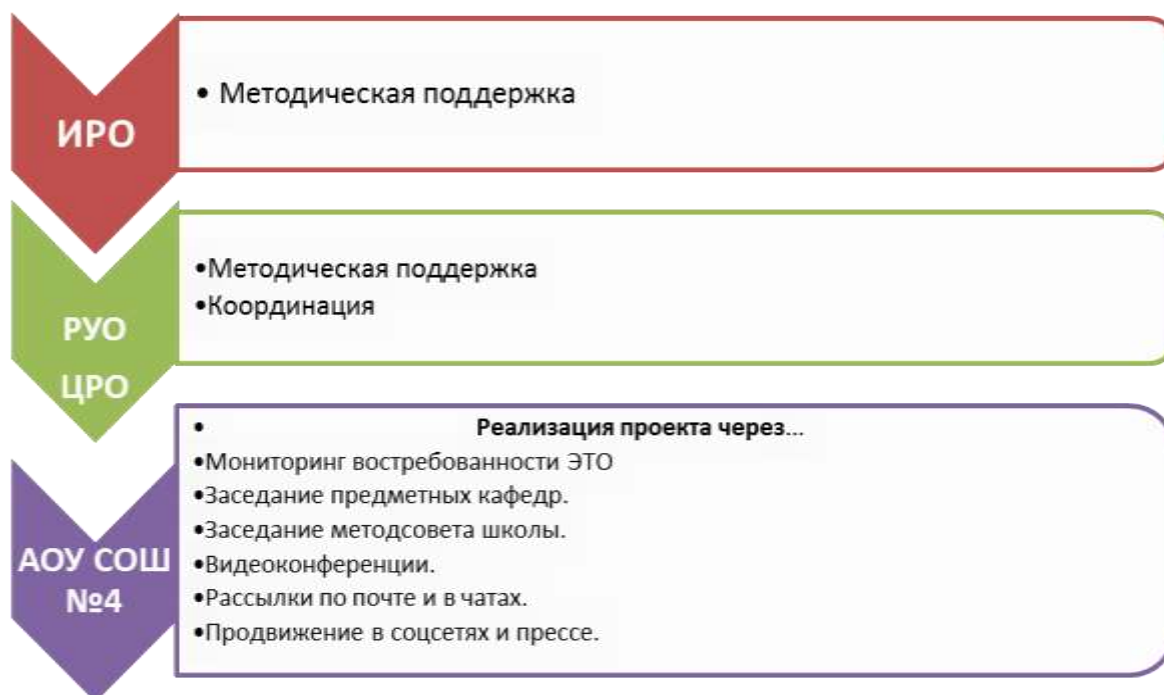 ИРО
• Методическая поддержка
РУО
ЦРО
•Методическая поддержка
•Координация
АОУ СОШ
№4
• Реализация проекта через...
•Мониторинг востребованности ЭТО
•Заседание предметных кафедр.
•Заседание методсовета школы.
•Видеоконференции.
•Рассылки по почте и в чатах.
•Продвижение в соцсетях и прессе.